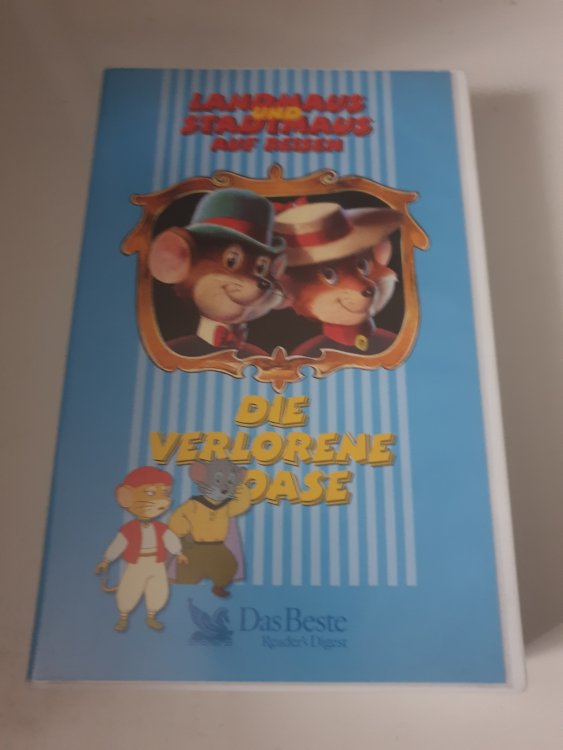 LANDMAUS
UND
STADTMAUS
AUF REISEN
DIE
VERLORENE
OASE
Das Beste
Reader's Digest